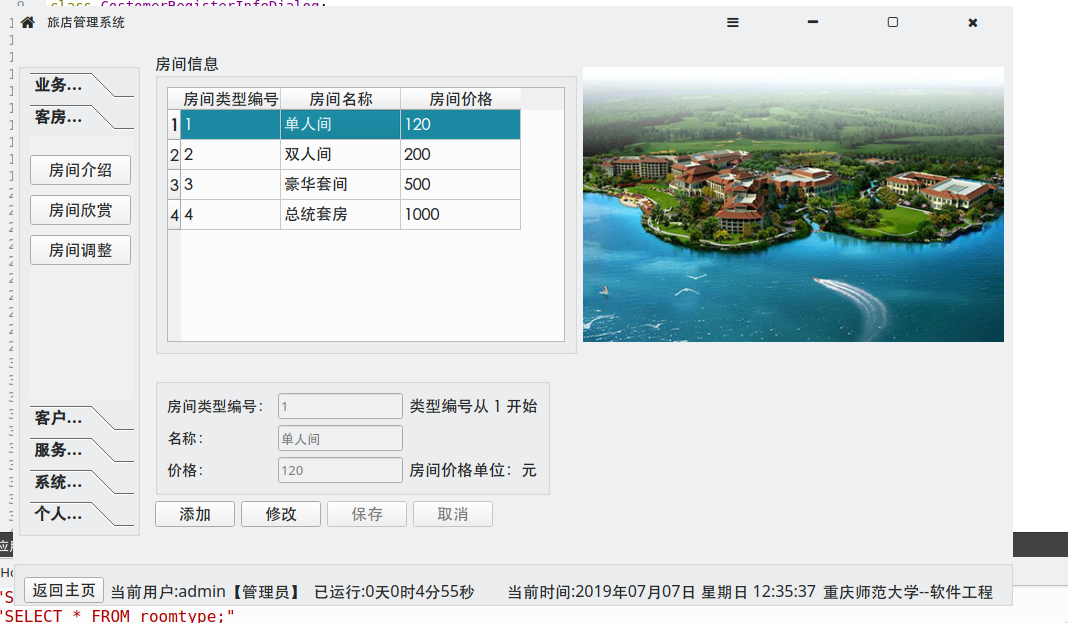 class CostomerRegisterInfoDialog;
旅店管理系统
业务...
客房...
房间介绍
房间欣赏
房间调整
客户...
服务...
系统...
个人...
房间信息
房间类型编号 房间名称 房间价格
1 1 单人间 120
2 2 双人间 200
3 3 豪华套间 500
4 4 总统套房 1000
房间类型编号： 1 类型编号从 1 开始
名称： 单人间
价格： 120 房间价格单位：元
添加 修改 保存 取消
返回主页 当前用户:admin【管理员】 已运行:0天0时4分55秒 当前时间:2019年07月07日 星期日 12:35:37 重庆师范大学--软件工程
"SELECT * FROM roomtype;"